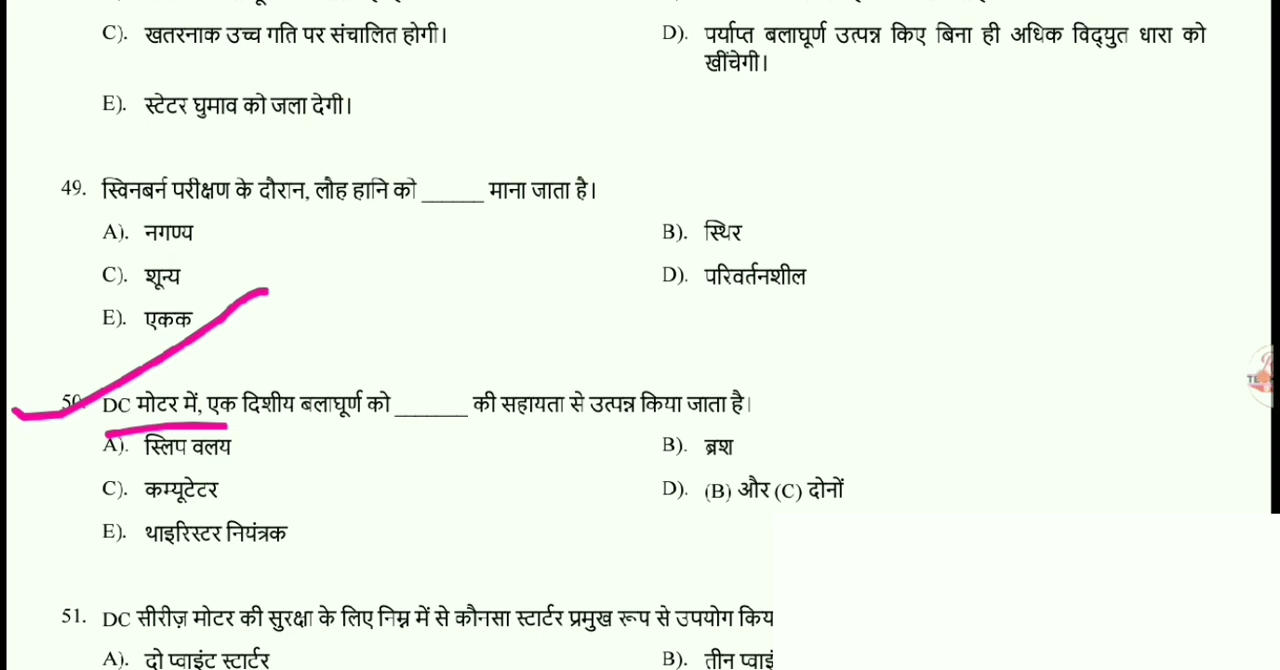 C). खतरनाक उच्च गति पर संचालित होगी।
D). पर्याप्त बलाघूर्ण उत्पन्न किए बिना ही अधिक विद्युत धारा को
खींचेगी।
E). स्टेटर घुमाव को जला देगी।
49. स्विनबर्न परीक्षण के दौरान, लौह हानि को ______ माना जाता है।
A). नगण्य
B). स्थिर
C). शून्य
D). परिवर्तनशील
E). एकक
50. DC मोटर में, एक दिशीय बलाघूर्ण को _______ की सहायता से उत्पन्न किया जाता है।
A). स्लिप वलय
B). ब्रश
C). कम्यूटेटर
D). (B) और (C) दोनों
E). थाइरिस्टर नियंत्रक
51. DC सीरीज़ मोटर की सुरक्षा के लिए निम्न में से कौनसा स्टार्टर प्रमुख रूप से उपयोग किय
A). दो प्वाइंट स्टार्टर
B). तीन प्वाइं